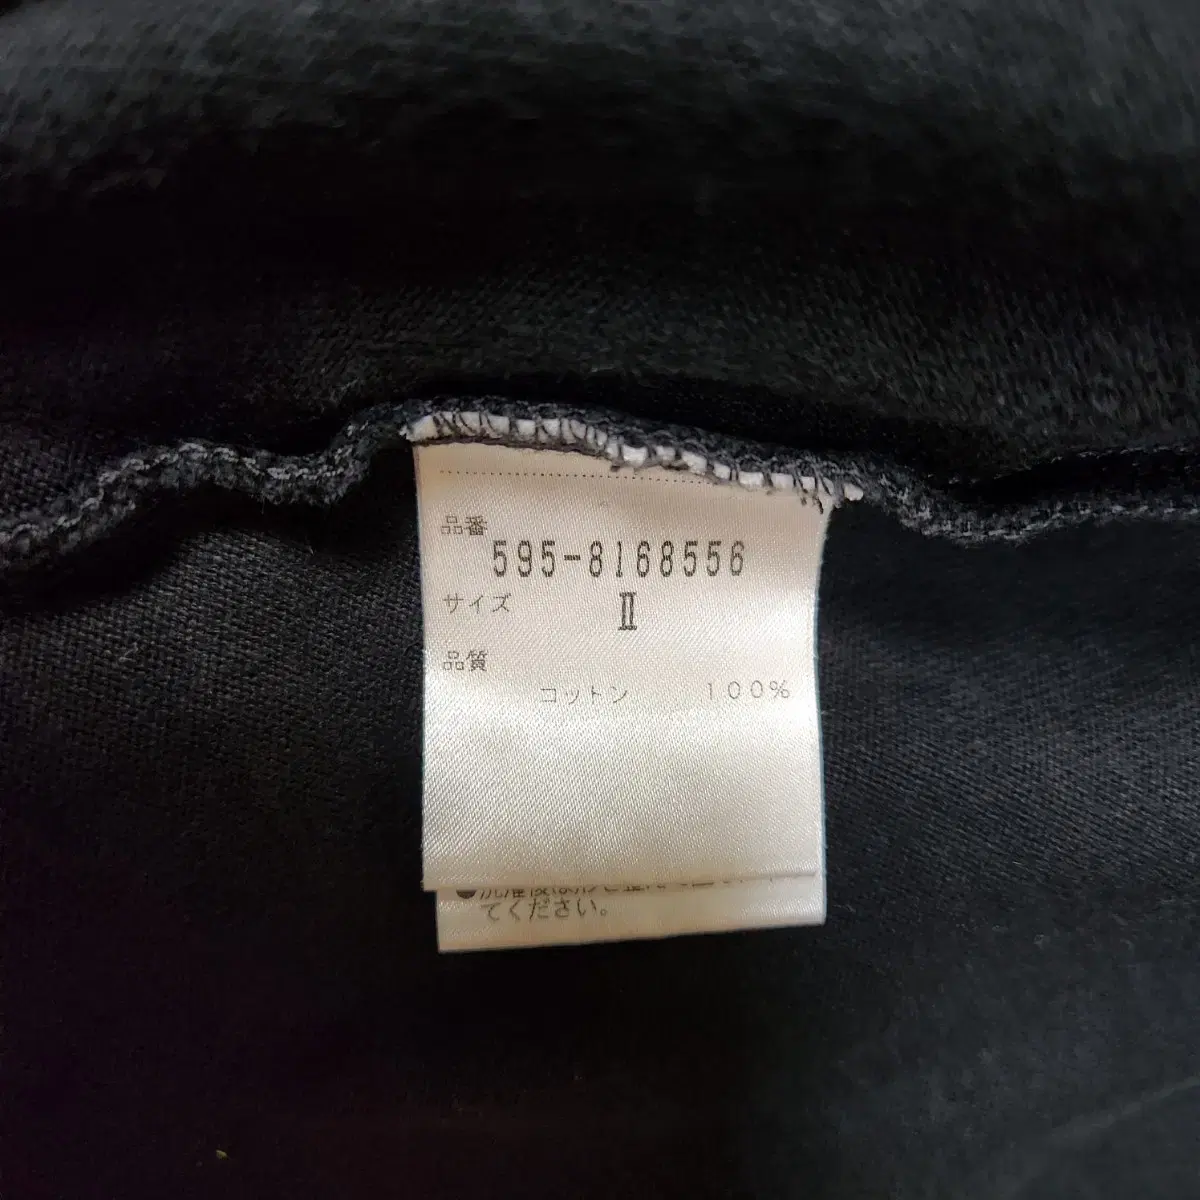 品番
595-8168556
サイズ Ⅱ
品質
コットン 100%
てください。